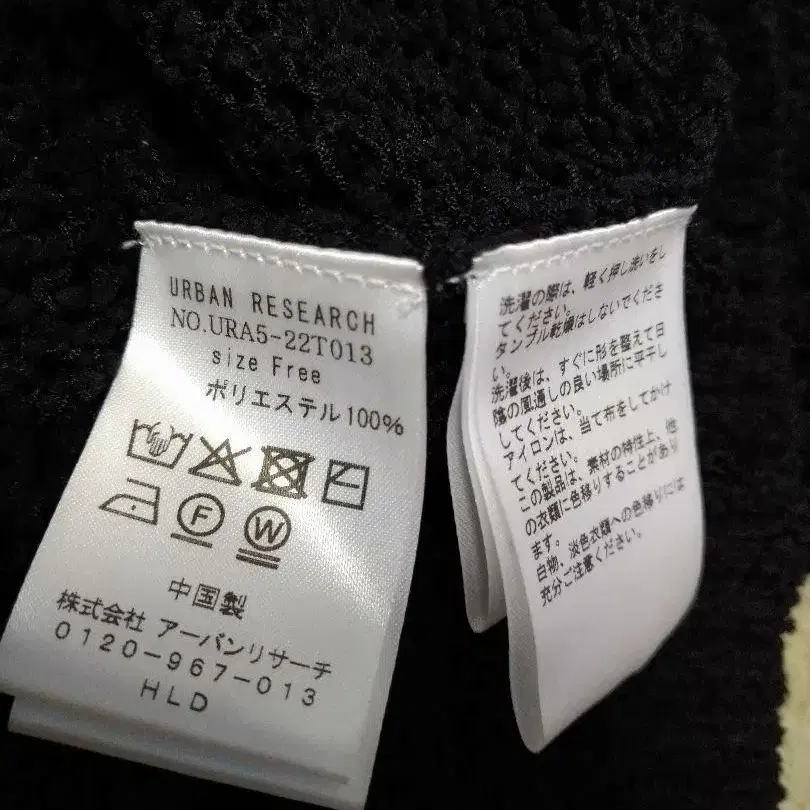 URBAN RESEARCH
NO.URA5-22T013
size Free
ポリエステル100%
F
W
中国製
株式会社 アーバンリサーチ
0120-967-013
HLD
洗濯の際は、軽く押し洗いをし
てください。
タンブル乾燥はしないでくださ
い。
洗濯後は、すぐに形を整えて日
陰の風通しの良い場所に平干し
してください。
アイロンは、当て布をしてかけ
てください。
この製品は、素材の特性上、他
の衣類に色移りすることがあり
ます。
白物、淡色衣類への色移りには
充分ご注意ください。